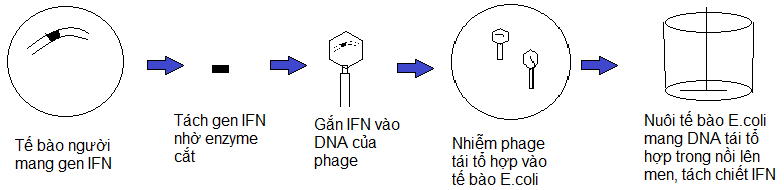 Tế bào người
mang gen IFN
Tách gen IFN
nhờ enzyme
cắt
Gắn IFN vào
DNA của
phage
Nhiễm phage
tái tổ hợp vào
tế bào E.coli
Nuôi tế bào E.coli
mang DNA tái tổ
hợp trong nồi lên
men, tách chiết IFN